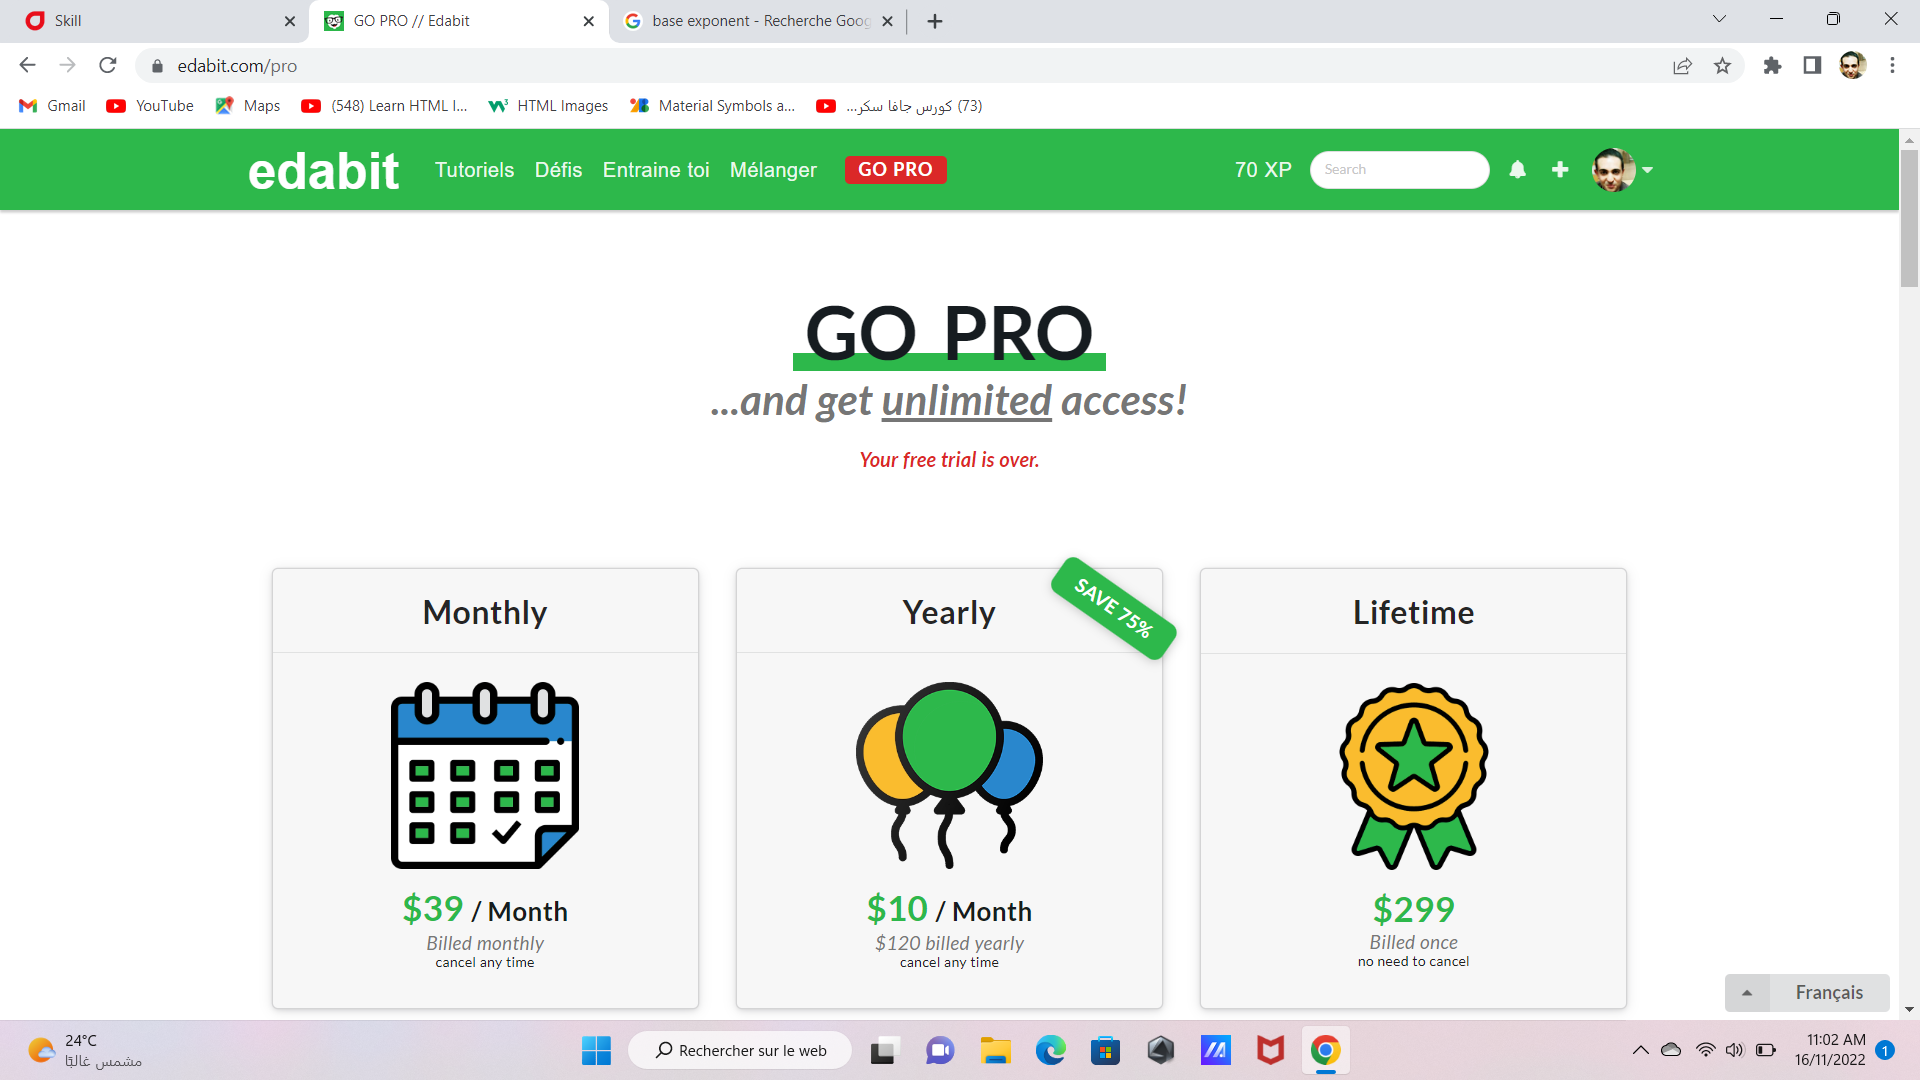 Skill
GO PRO // Edabit
base exponent - Recherche Goog
edabit.com/pro
Gmail
YouTube
Maps
(548) Learn HTML I...
HTML Images
Material Symbols a...
(73) كورس جافا سكر...
edabit
Tutoriels
Défis
Entraine toi
Mélanger
GO PRO
70 XP
Search
GO PRO
...and get unlimited access!
Your free trial is over.
Monthly
$39 / Month
Billed monthly
cancel any time
Yearly
SAVE 75%
$10 / Month
$120 billed yearly
cancel any time
Lifetime
$299
Billed once
no need to cancel
Français
24°C
مشمس غالبًا
Rechercher sur le web
11:02 AM
16/11/2022
1